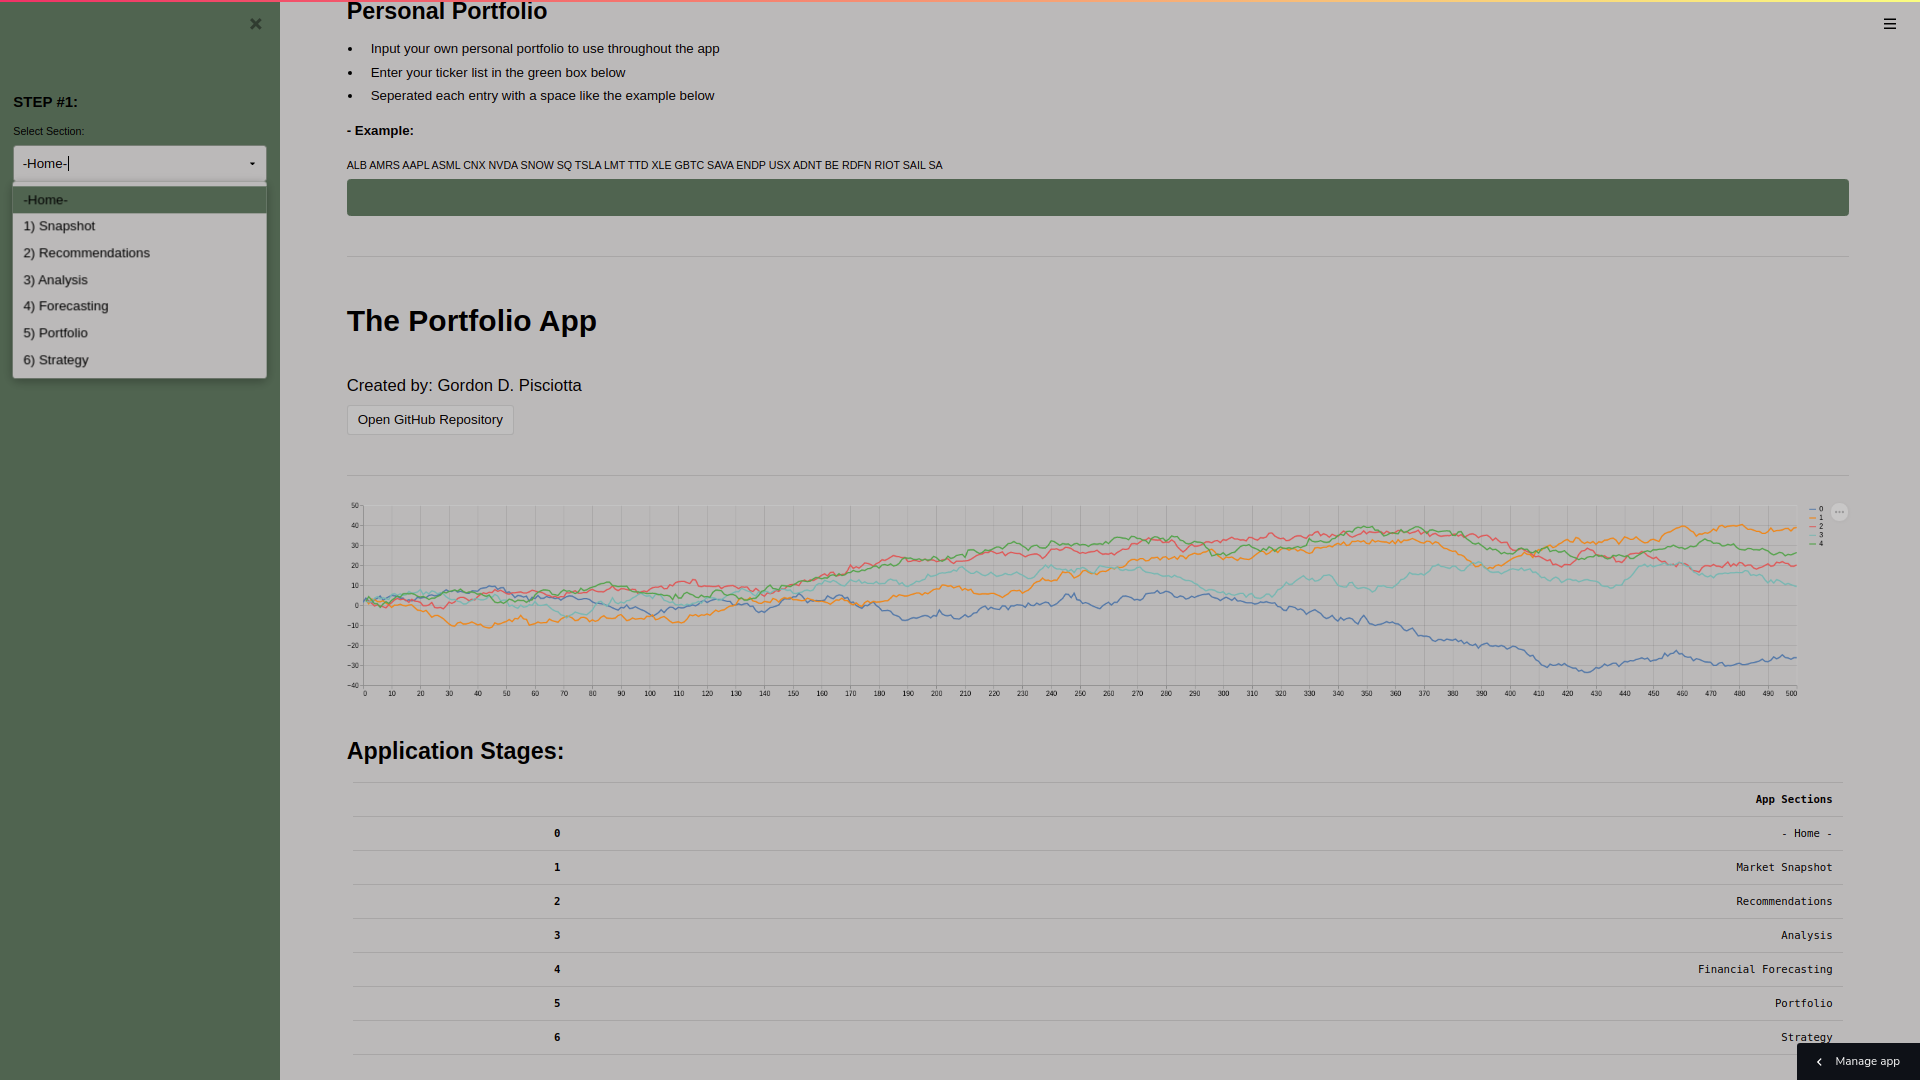 STEP #1:
Select Section:
-Home-
-Home-
1) Snapshot
2) Recommendations
3) Analysis
4) Forecasting
5) Portfolio
6) Strategy
Personal Portfolio
• Input your own personal portfolio to use throughout the app
• Enter your ticker list in the green box below
• Seperated each entry with a space like the example below
- Example:
ALB AMRS AAPL ASML CNX NVDA SNOW SQ TSLA LMT TTD XLE GBTC SAVA ENDP USX ADNT BE RDFN RIOT SAIL SA
The Portfolio App
Created by: Gordon D. Pisciotta
Open GitHub Repository
50
40
30
20
10
0
−10
−20
−30
−40
0 10 20 30 40 50 60 70 80 90 100 110 120 130 140 150 160 170 180 190 200 210 220 230 240 250 260 270 280 290 300 310 320 330 340 350 360 370 380 390 400 410 420 430 440 450 460 470 480 490 500
0
1
2
3
4
Application Stages:
App Sections
0 - Home -
1 Market Snapshot
2 Recommendations
3 Analysis
4 Financial Forecasting
5 Portfolio
6 Strategy
Manage app